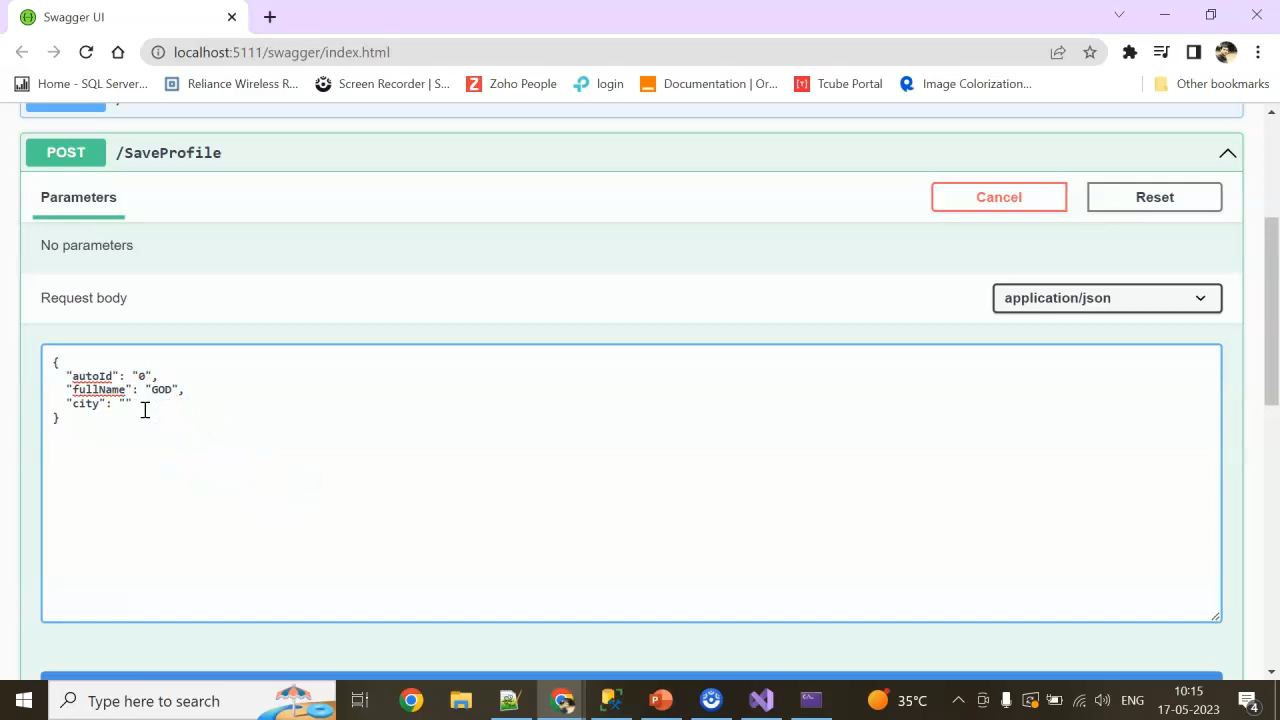 Swagger UI
localhost:5111/swagger/index.html
Home - SQL Server...
Reliance Wireless R...
Screen Recorder | S...
Zoho People
login
Documentation | Or...
Tcube Portal
Image Colorization...
Other bookmarks
POST /SaveProfile
Parameters
Cancel
Reset
No parameters
Request body
application/json
{
"autoId": "0",
"fullName": "GOD",
"city": ""
}
Type here to search
35°C
ENG
10:15
17-05-2023
4